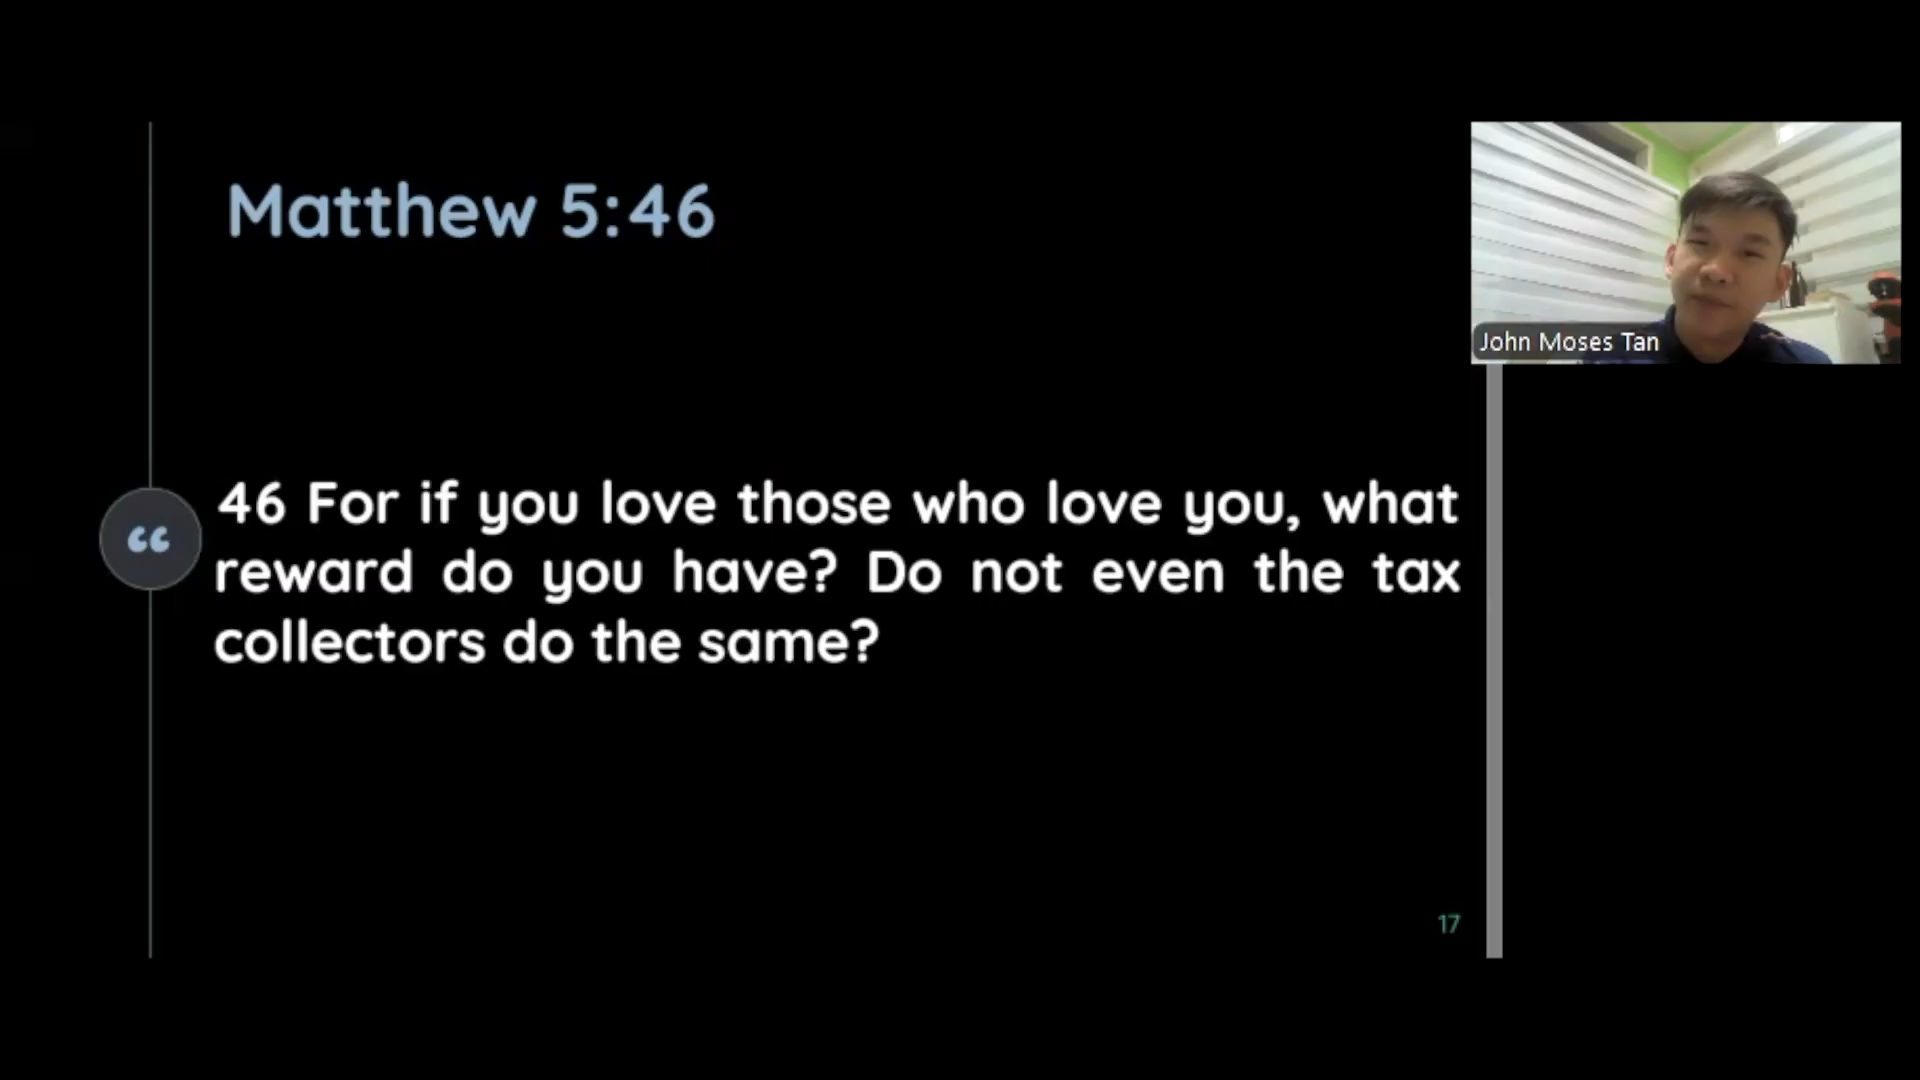 Matthew 5:46
John Moses Tan
“
46 For if you love those who love you, what
reward do you have? Do not even the tax
collectors do the same?
17